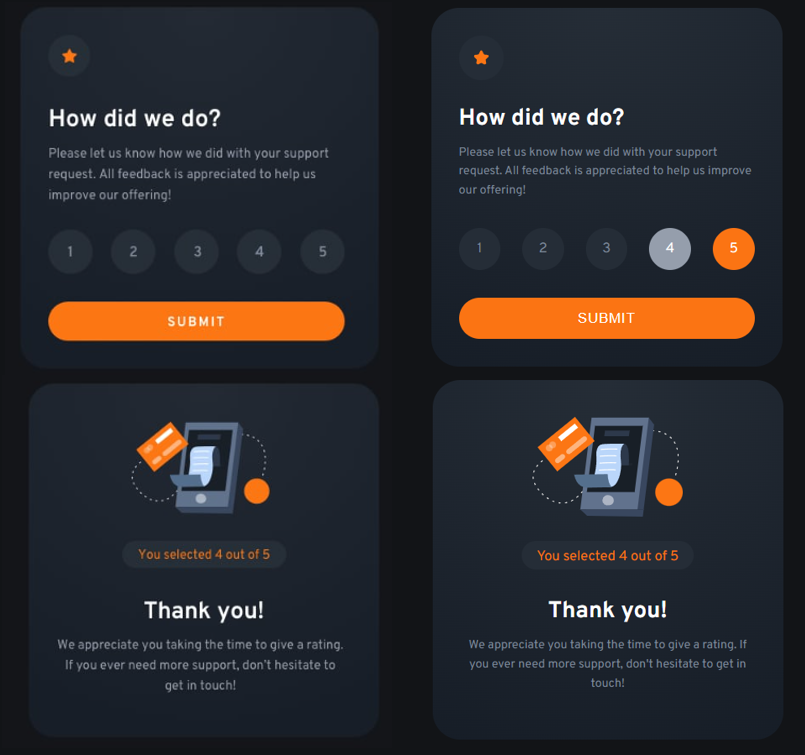 How did we do?
Please let us know how we did with your support
request. All feedback is appreciated to help us
improve our offering!
1 2 3 4 5
SUBMIT
How did we do?
Please let us know how we did with your support
request. All feedback is appreciated to help us improve
our offering!
1 2 3 4 5
SUBMIT
You selected 4 out of 5
Thank you!
We appreciate you taking the time to give a rating.
If you ever need more support, don't hesitate to
get in touch!
You selected 4 out of 5
Thank you!
We appreciate you taking the time to give a rating. If
you ever need more support, don't hesitate to get in
touch!